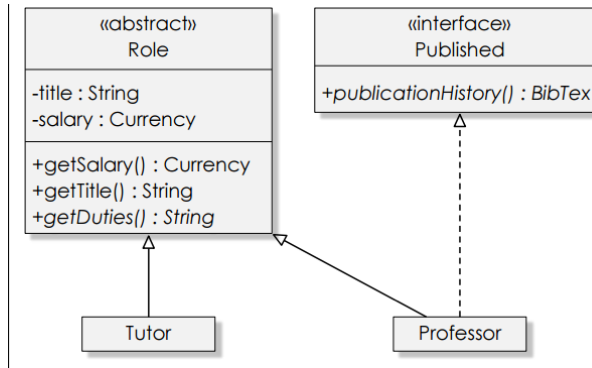 «abstract»
Role
-title : String
-salary : Currency
+getSalary() : Currency
+getTitle() : String
+getDuties() : String
«interface»
Published
+publicationHistory() : BibTex
Tutor
Professor